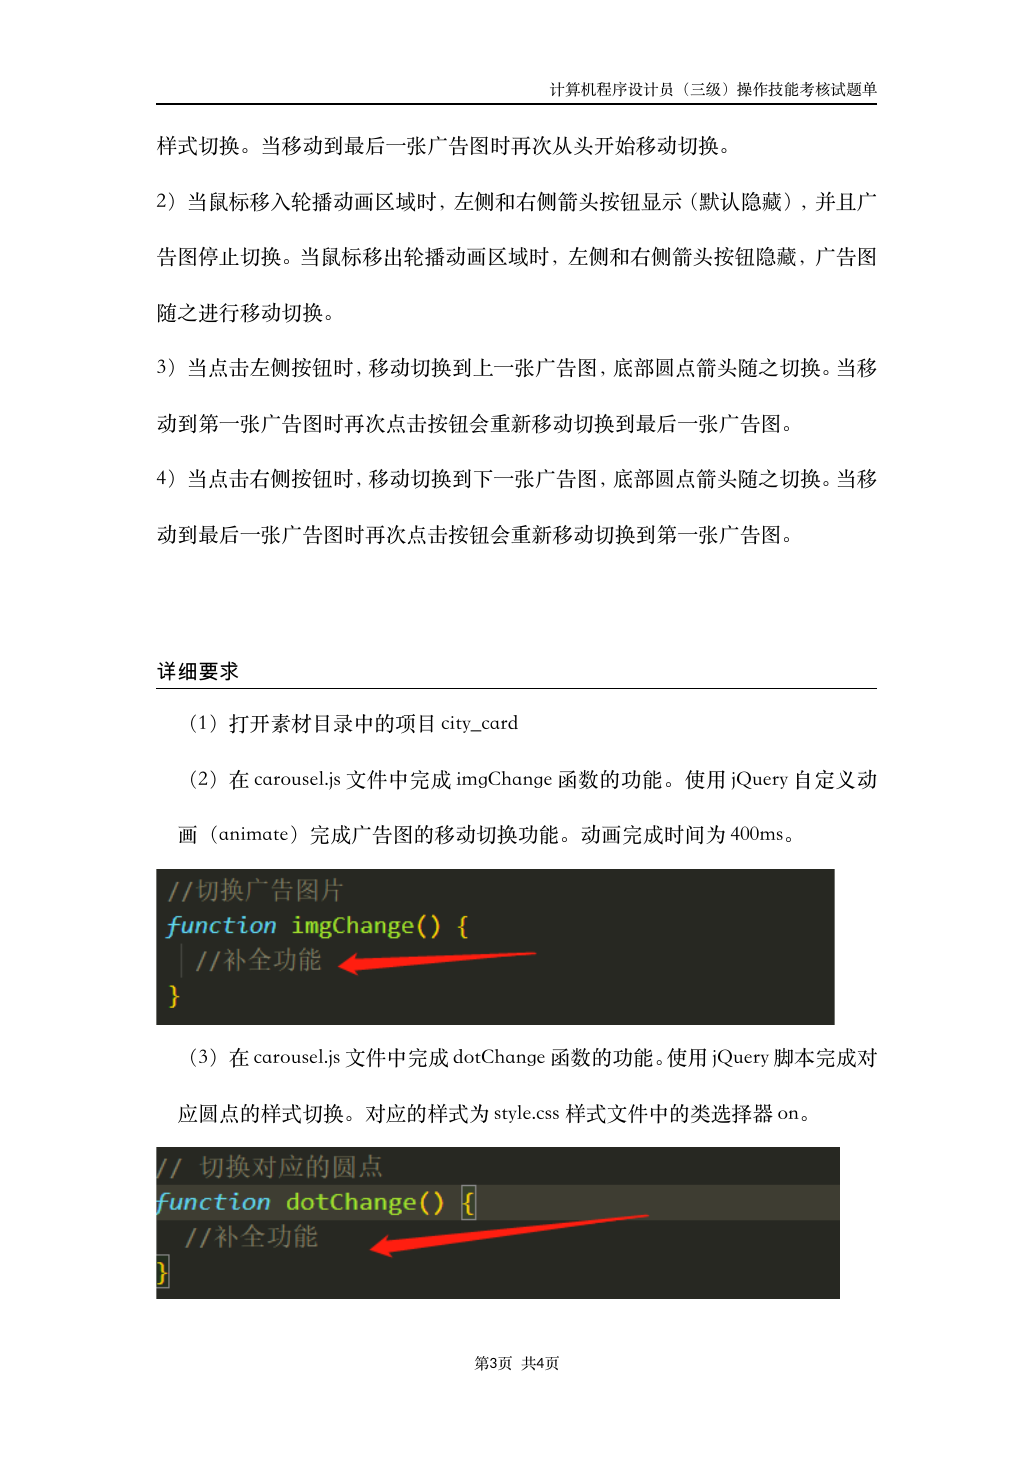 计算机程序设计员（三级）操作技能考核试题单
样式切换。当移动到最后一张广告图时再次从头开始移动切换。
2）当鼠标移入轮播动画区域时，左侧和右侧箭头按钮显示（默认隐藏），并且广
告图停止切换。当鼠标移出轮播动画区域时，左侧和右侧箭头按钮隐藏，广告图
随之进行移动切换。
3）当点击左侧按钮时，移动切换到上一张广告图，底部圆点箭头随之切换。当移
动到第一张广告图时再次点击按钮会重新移动切换到最后一张广告图。
4）当点击右侧按钮时，移动切换到下一张广告图，底部圆点箭头随之切换。当移
动到最后一张广告图时再次点击按钮会重新移动切换到第一张广告图。
详细要求
（1）打开素材目录中的项目 city_card
（2）在 carousel.js 文件中完成 imgChange 函数的功能。使用 jQuery 自定义动
画（animate）完成广告图的移动切换功能。动画完成时间为 400ms。
//切换广告图片
function imgChange() {
//补全功能
}
（3）在 carousel.js 文件中完成 dotChange 函数的功能。使用 jQuery 脚本完成对
应圆点的样式切换。对应的样式为 style.css 样式文件中的类选择器 on。
// 切换对应的圆点
function dotChange() {
//补全功能
}
第3页 共4页